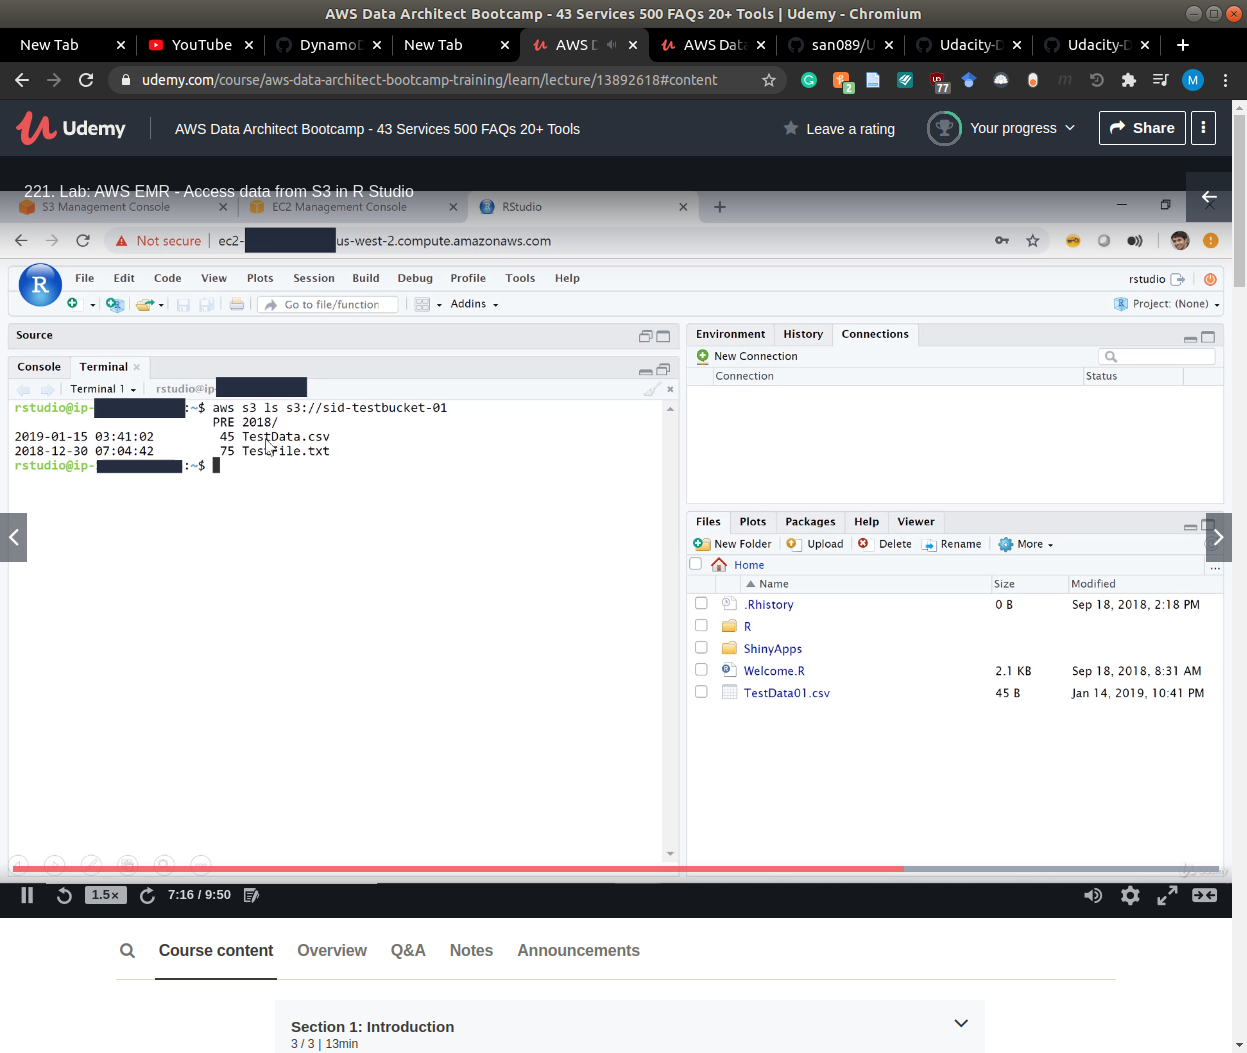 AWS Data Architect Bootcamp - 43 Services 500 FAQs 20+ Tools | Udemy - Chromium
New Tab
YouTube
Dynamo
New Tab
AWS D
AWS Data
san089/U
Udacity-D
Udacity-D
udemy.com/course/aws-data-architect-bootcamp-training/learn/lecture/13892618#content
2
77
M
Udemy
AWS Data Architect Bootcamp - 43 Services 500 FAQs 20+ Tools
Leave a rating
Your progress
Share
221. Lab: AWS EMR - Access data from S3 in R Studio
S3 Management Console
EC2 Management Console
RStudio
Not secure
ec2-
us-west-2.compute.amazonaws.com
R
File Edit Code View Plots Session Build Debug Profile Tools Help
rstudio
Go to file/function
Addins
Project: (None)
Source
Console
Terminal
Terminal 1
rstudio@ip-
rstudio@ip- :~$ aws s3 ls s3://sid-testbucket-01
PRE 2018/
2019-01-15 03:41:02 45 TestData.csv
2018-12-30 07:04:42 75 TestFile.txt
rstudio@ip- :~$
Environment History Connections
New Connection
Connection Status
Files Plots Packages Help Viewer
New Folder Upload Delete Rename More
Home
...
Name Size Modified
.Rhistory 0 B Sep 18, 2018, 2:18 PM
R
ShinyApps
Welcome.R 2.1 KB Sep 18, 2018, 8:31 AM
TestData01.csv 45 B Jan 14, 2019, 10:41 PM
1.5×
7:16 / 9:50
Course content
Overview
Q&A
Notes
Announcements
Section 1: Introduction
3 / 3 | 13min